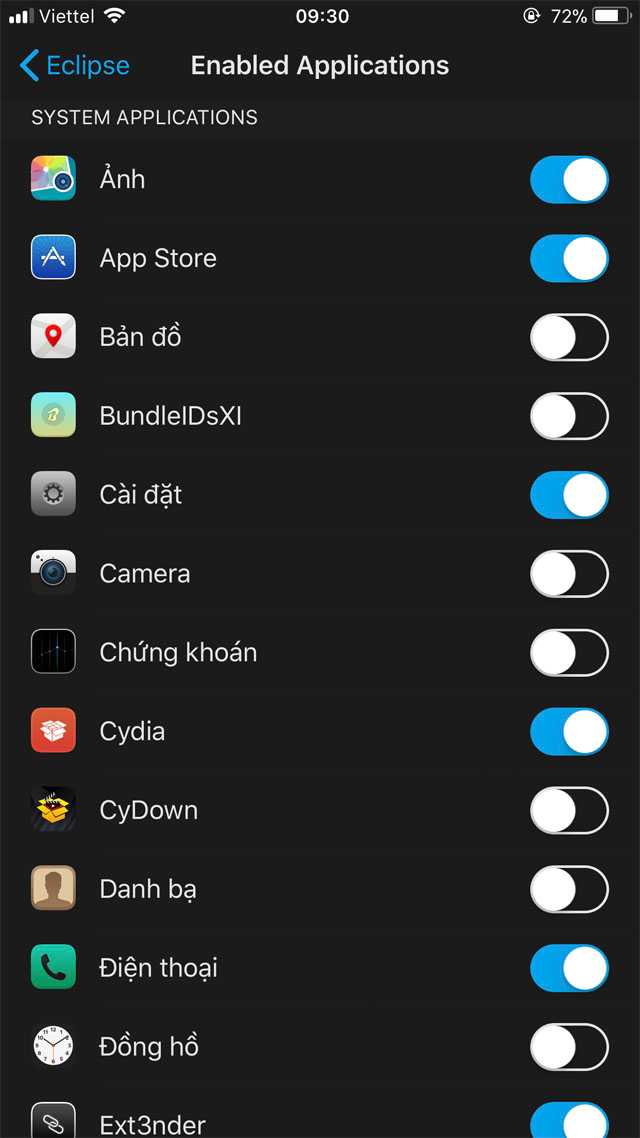 Viettel 09:30 72%
Eclipse Enabled Applications
SYSTEM APPLICATIONS
Ảnh
App Store
Bản đồ
BundleIDsXI
Cài đặt
Camera
Chứng khoán
Cydia
CyDown
Danh bạ
Điện thoại
Đồng hồ
Ext3nder